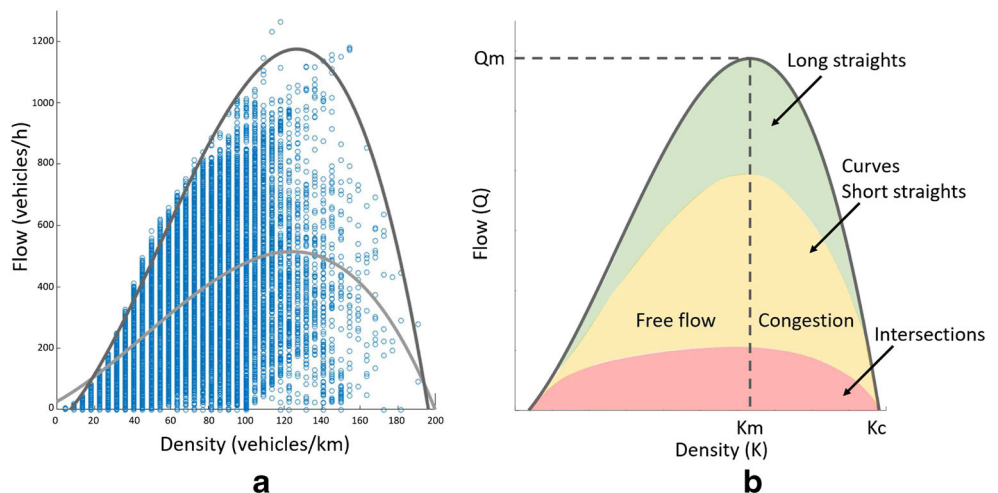 1200
1000
800
600
400
200
0
0
20
40
60
80
100
120
140
160
180
200
Flow (vehicles/h)
Density (vehicles/km)
a
Qm
Flow (Q)
Long straights
Curves
Short straights
Free flow
Congestion
Intersections
Km
Kc
Density (K)
b